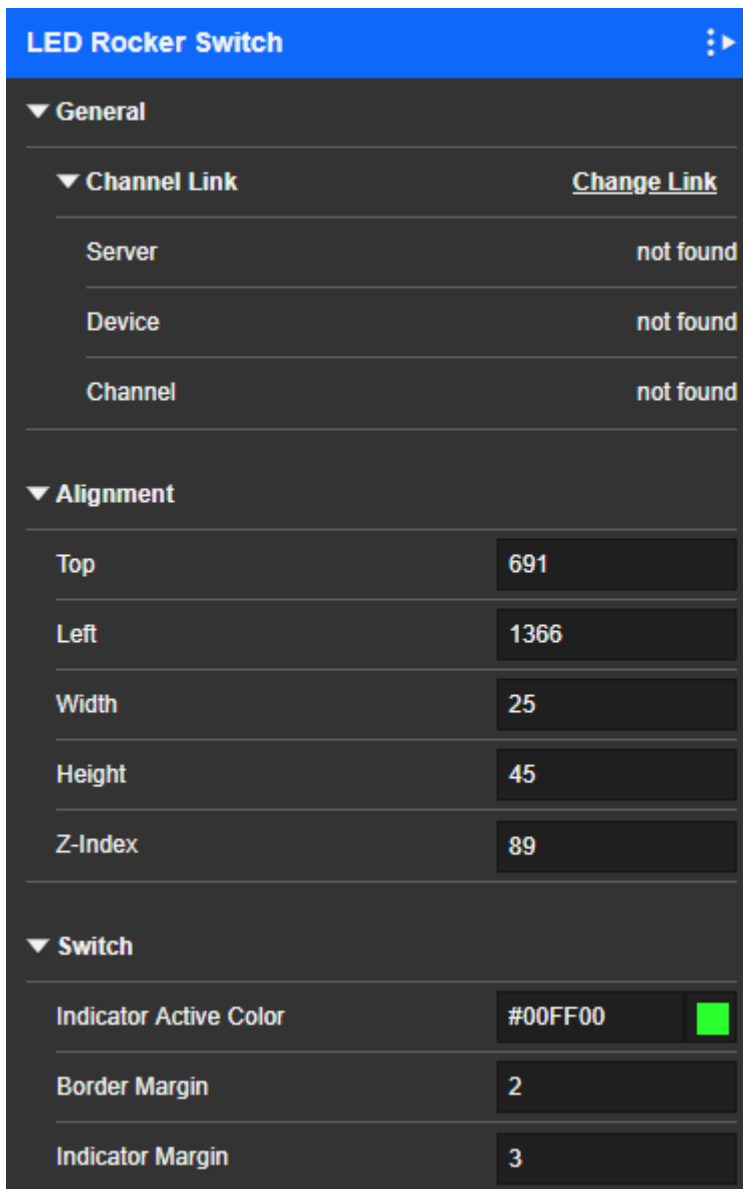 LED Rocker Switch
General
Channel Link Change Link
Server not found
Device not found
Channel not found
Alignment
Top 691
Left 1366
Width 25
Height 45
Z-Index 89
Switch
Indicator Active Color #00FF00
Border Margin 2
Indicator Margin 3